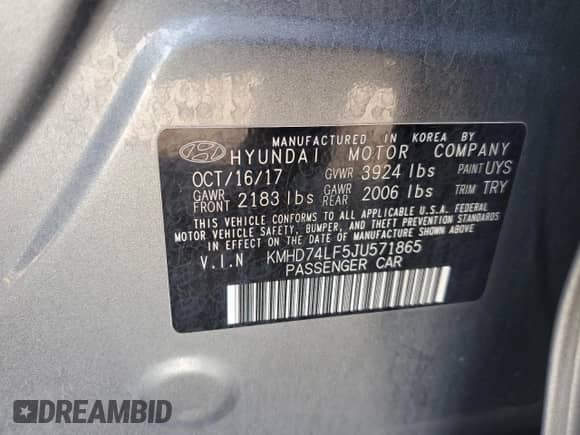 MANUFACTURED IN KOREA BY
HYUNDAI MOTOR COMPANY
OCT/16/17 GVWR 3924 lbs PAINT UYS
GAWR FRONT 2183 lbs GAWR REAR 2006 lbs TRIM TRY
THIS VEHICLE CONFORMS TO ALL APPLICABLE U.S.A. FEDERAL
MOTOR VEHICLE SAFETY, BUMPER, AND THEFT PREVENTION STANDARDS
IN EFFECT ON THE DATE OF MANUFACTURE SHOWN ABOVE.
V.I.N KMHD74LF5JU571865
PASSENGER CAR
DREAMBID